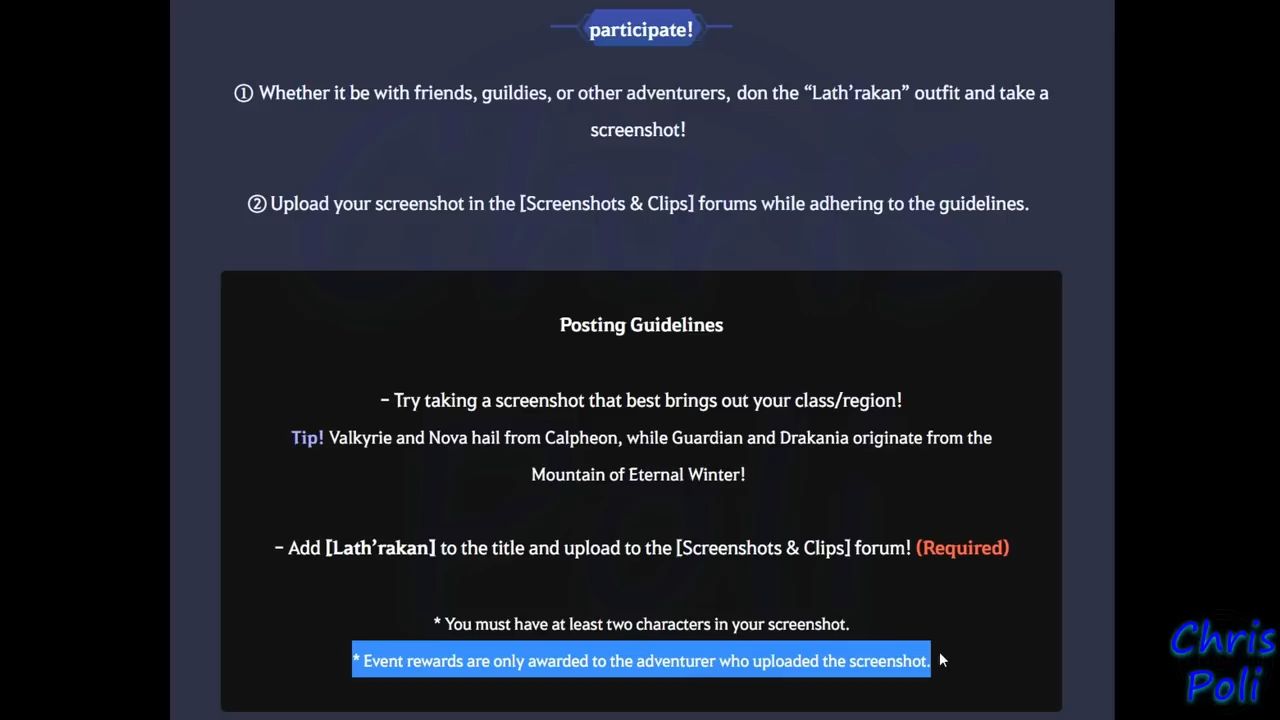 participate!
① Whether it be with friends, guildies, or other adventurers, don the “Lath’rakan” outfit and take a
screenshot!
② Upload your screenshot in the [Screenshots & Clips] forums while adhering to the guidelines.
Posting Guidelines
– Try taking a screenshot that best brings out your class/region!
Tip! Valkyrie and Nova hail from Calpheon, while Guardian and Drakania originate from the
Mountain of Eternal Winter!
– Add [Lath’rakan] to the title and upload to the [Screenshots & Clips] forum! (Required)
* You must have at least two characters in your screenshot.
* Event rewards are only awarded to the adventurer who uploaded the screenshot.
Chris
Poli